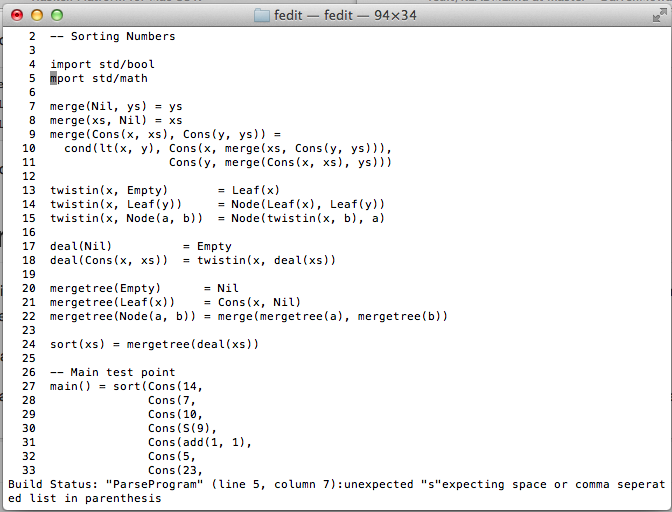 fedit — fedit — 94×34
2 -- Sorting Numbers
3
4 import std/bool
5 mport std/math
6
7 merge(Nil, ys) = ys
8 merge(xs, Nil) = xs
9 merge(Cons(x, xs), Cons(y, ys)) =
10 cond(lt(x, y), Cons(x, merge(xs, Cons(y, ys))),
11 Cons(y, merge(Cons(x, xs), ys)))
12
13 twistin(x, Empty) = Leaf(x)
14 twistin(x, Leaf(y)) = Node(Leaf(x), Leaf(y))
15 twistin(x, Node(a, b)) = Node(twistin(x, b), a)
16
17 deal(Nil) = Empty
18 deal(Cons(x, xs)) = twistin(x, deal(xs))
19
20 mergetree(Empty) = Nil
21 mergetree(Leaf(x)) = Cons(x, Nil)
22 mergetree(Node(a, b)) = merge(mergetree(a), mergetree(b))
23
24 sort(xs) = mergetree(deal(xs))
25
26 -- Main test point
27 main() = sort(Cons(14,
28 Cons(7,
29 Cons(10,
30 Cons(S(9),
31 Cons(add(1, 1),
32 Cons(5,
33 Cons(23,
Build Status: "ParseProgram" (line 5, column 7):unexpected "s"expecting space or comma seperat
ed list in parenthesis